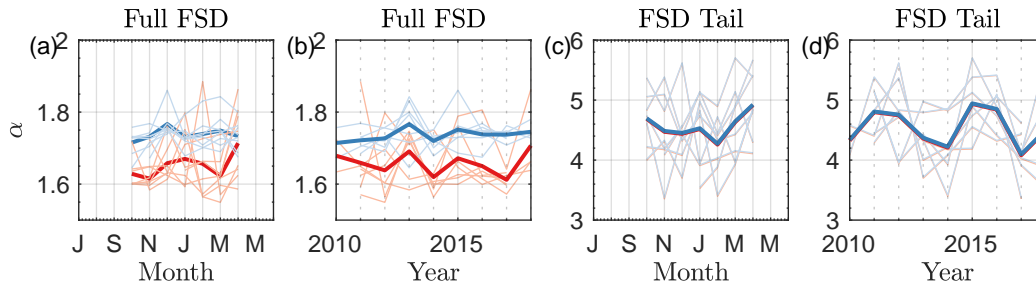 Full FSD
Full FSD
FSD Tail
FSD Tail
(a)
(b)
(c)
(d)
2
1.8
1.6
α
2
1.8
1.6
6
5
4
3
6
5
4
3
J S N J M M
2010 2015
J S N J M M
2010 2015
Month
Year
Month
Year